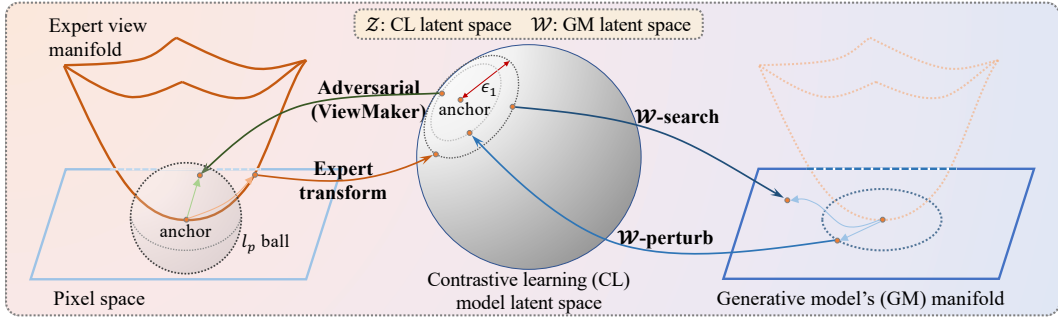 𝒵: CL latent space 𝒲: GM latent space
Expert view
manifold
Adversarial
(ViewMaker)
ϵ₁
anchor
𝒲-search
Expert
transform
anchor
l_p ball
𝒲-perturb
Pixel space
Contrastive learning (CL)
model latent space
Generative model's (GM) manifold